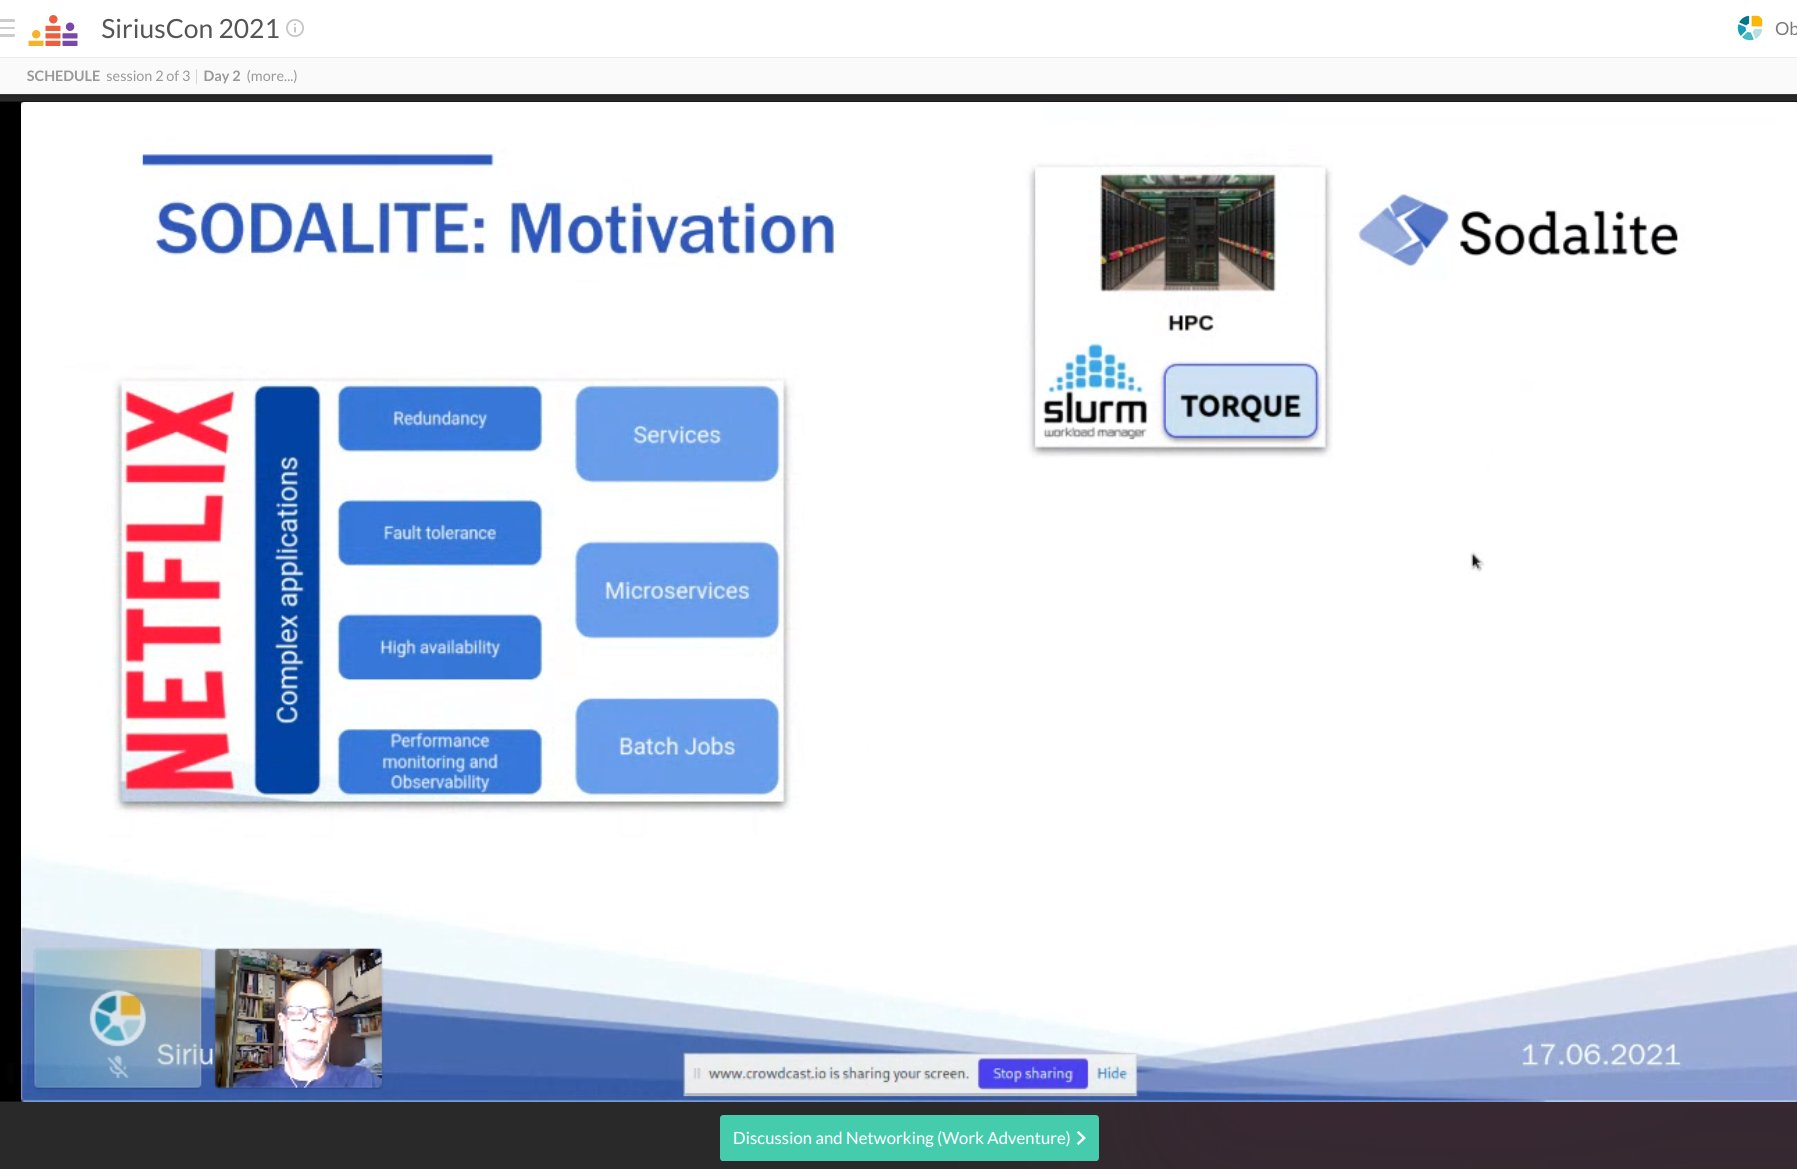 SiriusCon 2021
Ob
SCHEDULE session 2 of 3 | Day 2 (more...)
SODALITE: Motivation
HPC
slurm
workload manager
TORQUE
Sodalite
NETFLIX
Complex applications
Redundancy
Fault tolerance
High availability
Performance
monitoring and
Observability
Services
Microservices
Batch Jobs
Siriu
www.crowdcast.io is sharing your screen.
Stop sharing
Hide
17.06.2021
Discussion and Networking (Work Adventure)